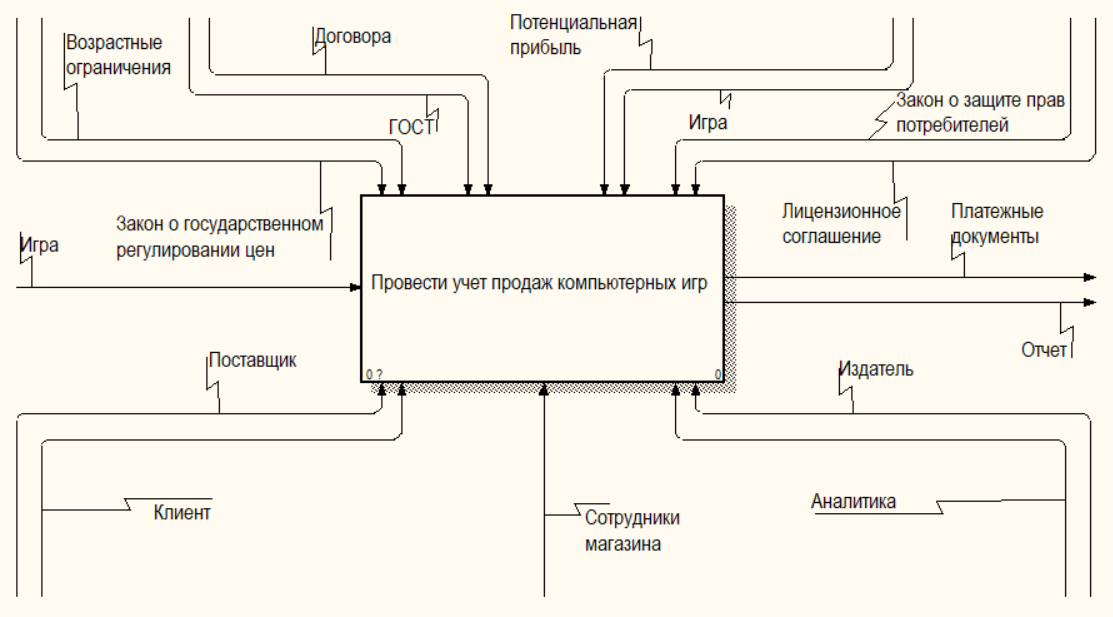 Потенциальная
прибыль
Договора
Возрастные
ограничения
Закон о защите прав
потребителей
Игра
ГОСТ
Лицензионное
соглашение
Платежные
документы
Закон о государственном
регулировании цен
Игра
Провести учет продаж компьютерных игр
0 ?
0
Отчет
Поставщик
Издатель
Клиент
Аналитика
Сотрудники
магазина